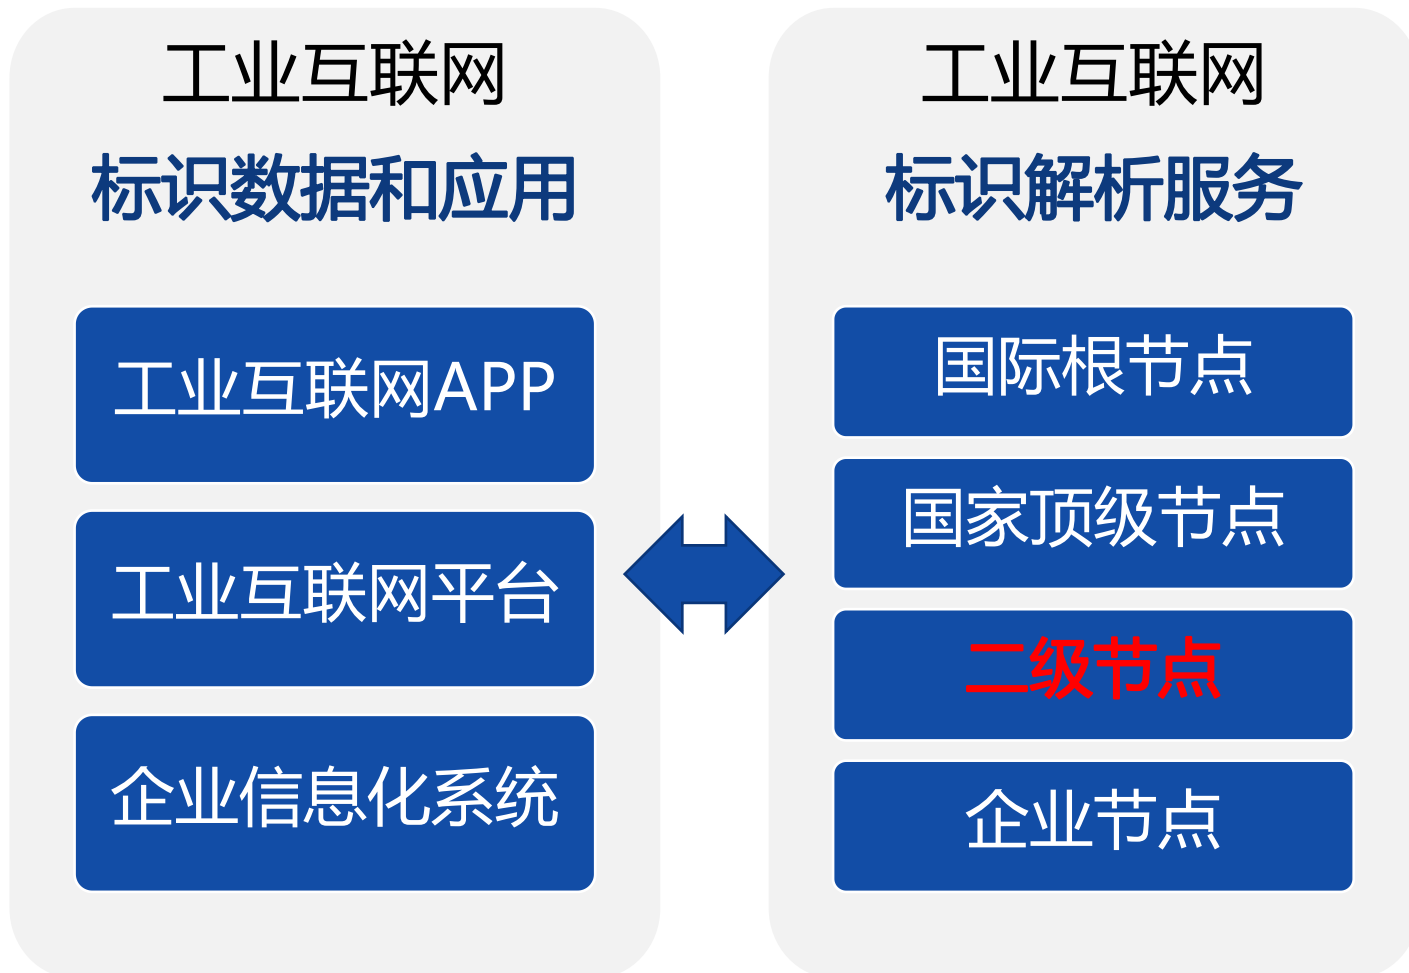 工业互联网
标识数据和应用
工业互联网APP
工业互联网平台
企业信息化系统
工业互联网
标识解析服务
国际根节点
国家顶级节点
二级节点
企业节点